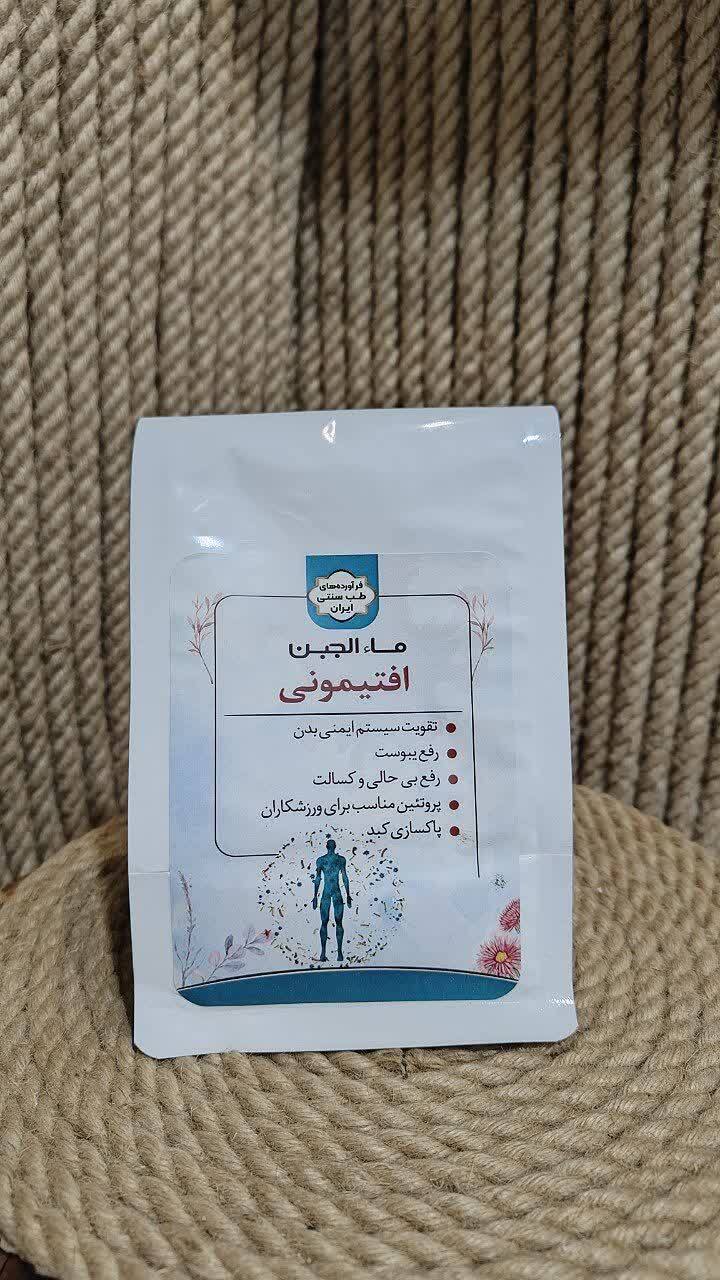 فرآورده‌های
طب سنتی
ایران
ماء الجبن
افتیمونی
تقویت سیستم ایمنی بدن
رفع یبوست
رفع بی حالی و کسالت
پروتئین مناسب برای ورزشکاران
پاکسازی کبد